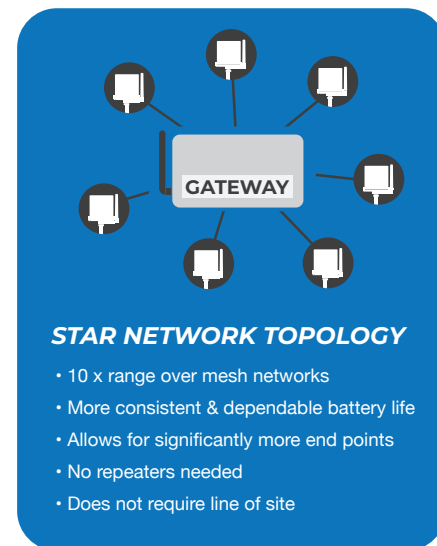 GATEWAY
STAR NETWORK TOPOLOGY
• 10 x range over mesh networks
• More consistent & dependable battery life
• Allows for significantly more end points
• No repeaters needed
• Does not require line of site